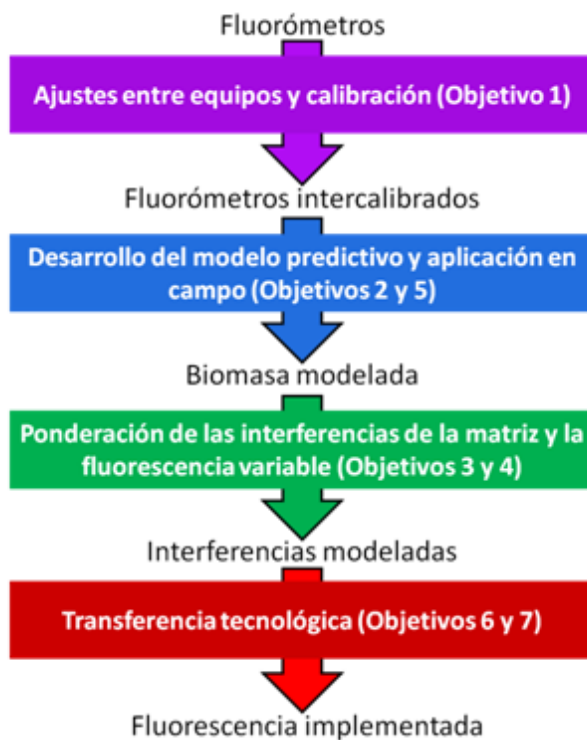 Fluorómetros
Ajustes entre equipos y calibración (Objetivo 1)
Fluorómetros intercalibrados
Desarrollo del modelo predictivo y aplicación en
campo (Objetivos 2 y 5)
Biomasa modelada
Ponderación de las interferencias de la matriz y la
fluorescencia variable (Objetivos 3 y 4)
Interferencias modeladas
Transferencia tecnológica (Objetivos 6 y 7)
Fluorescencia implementada